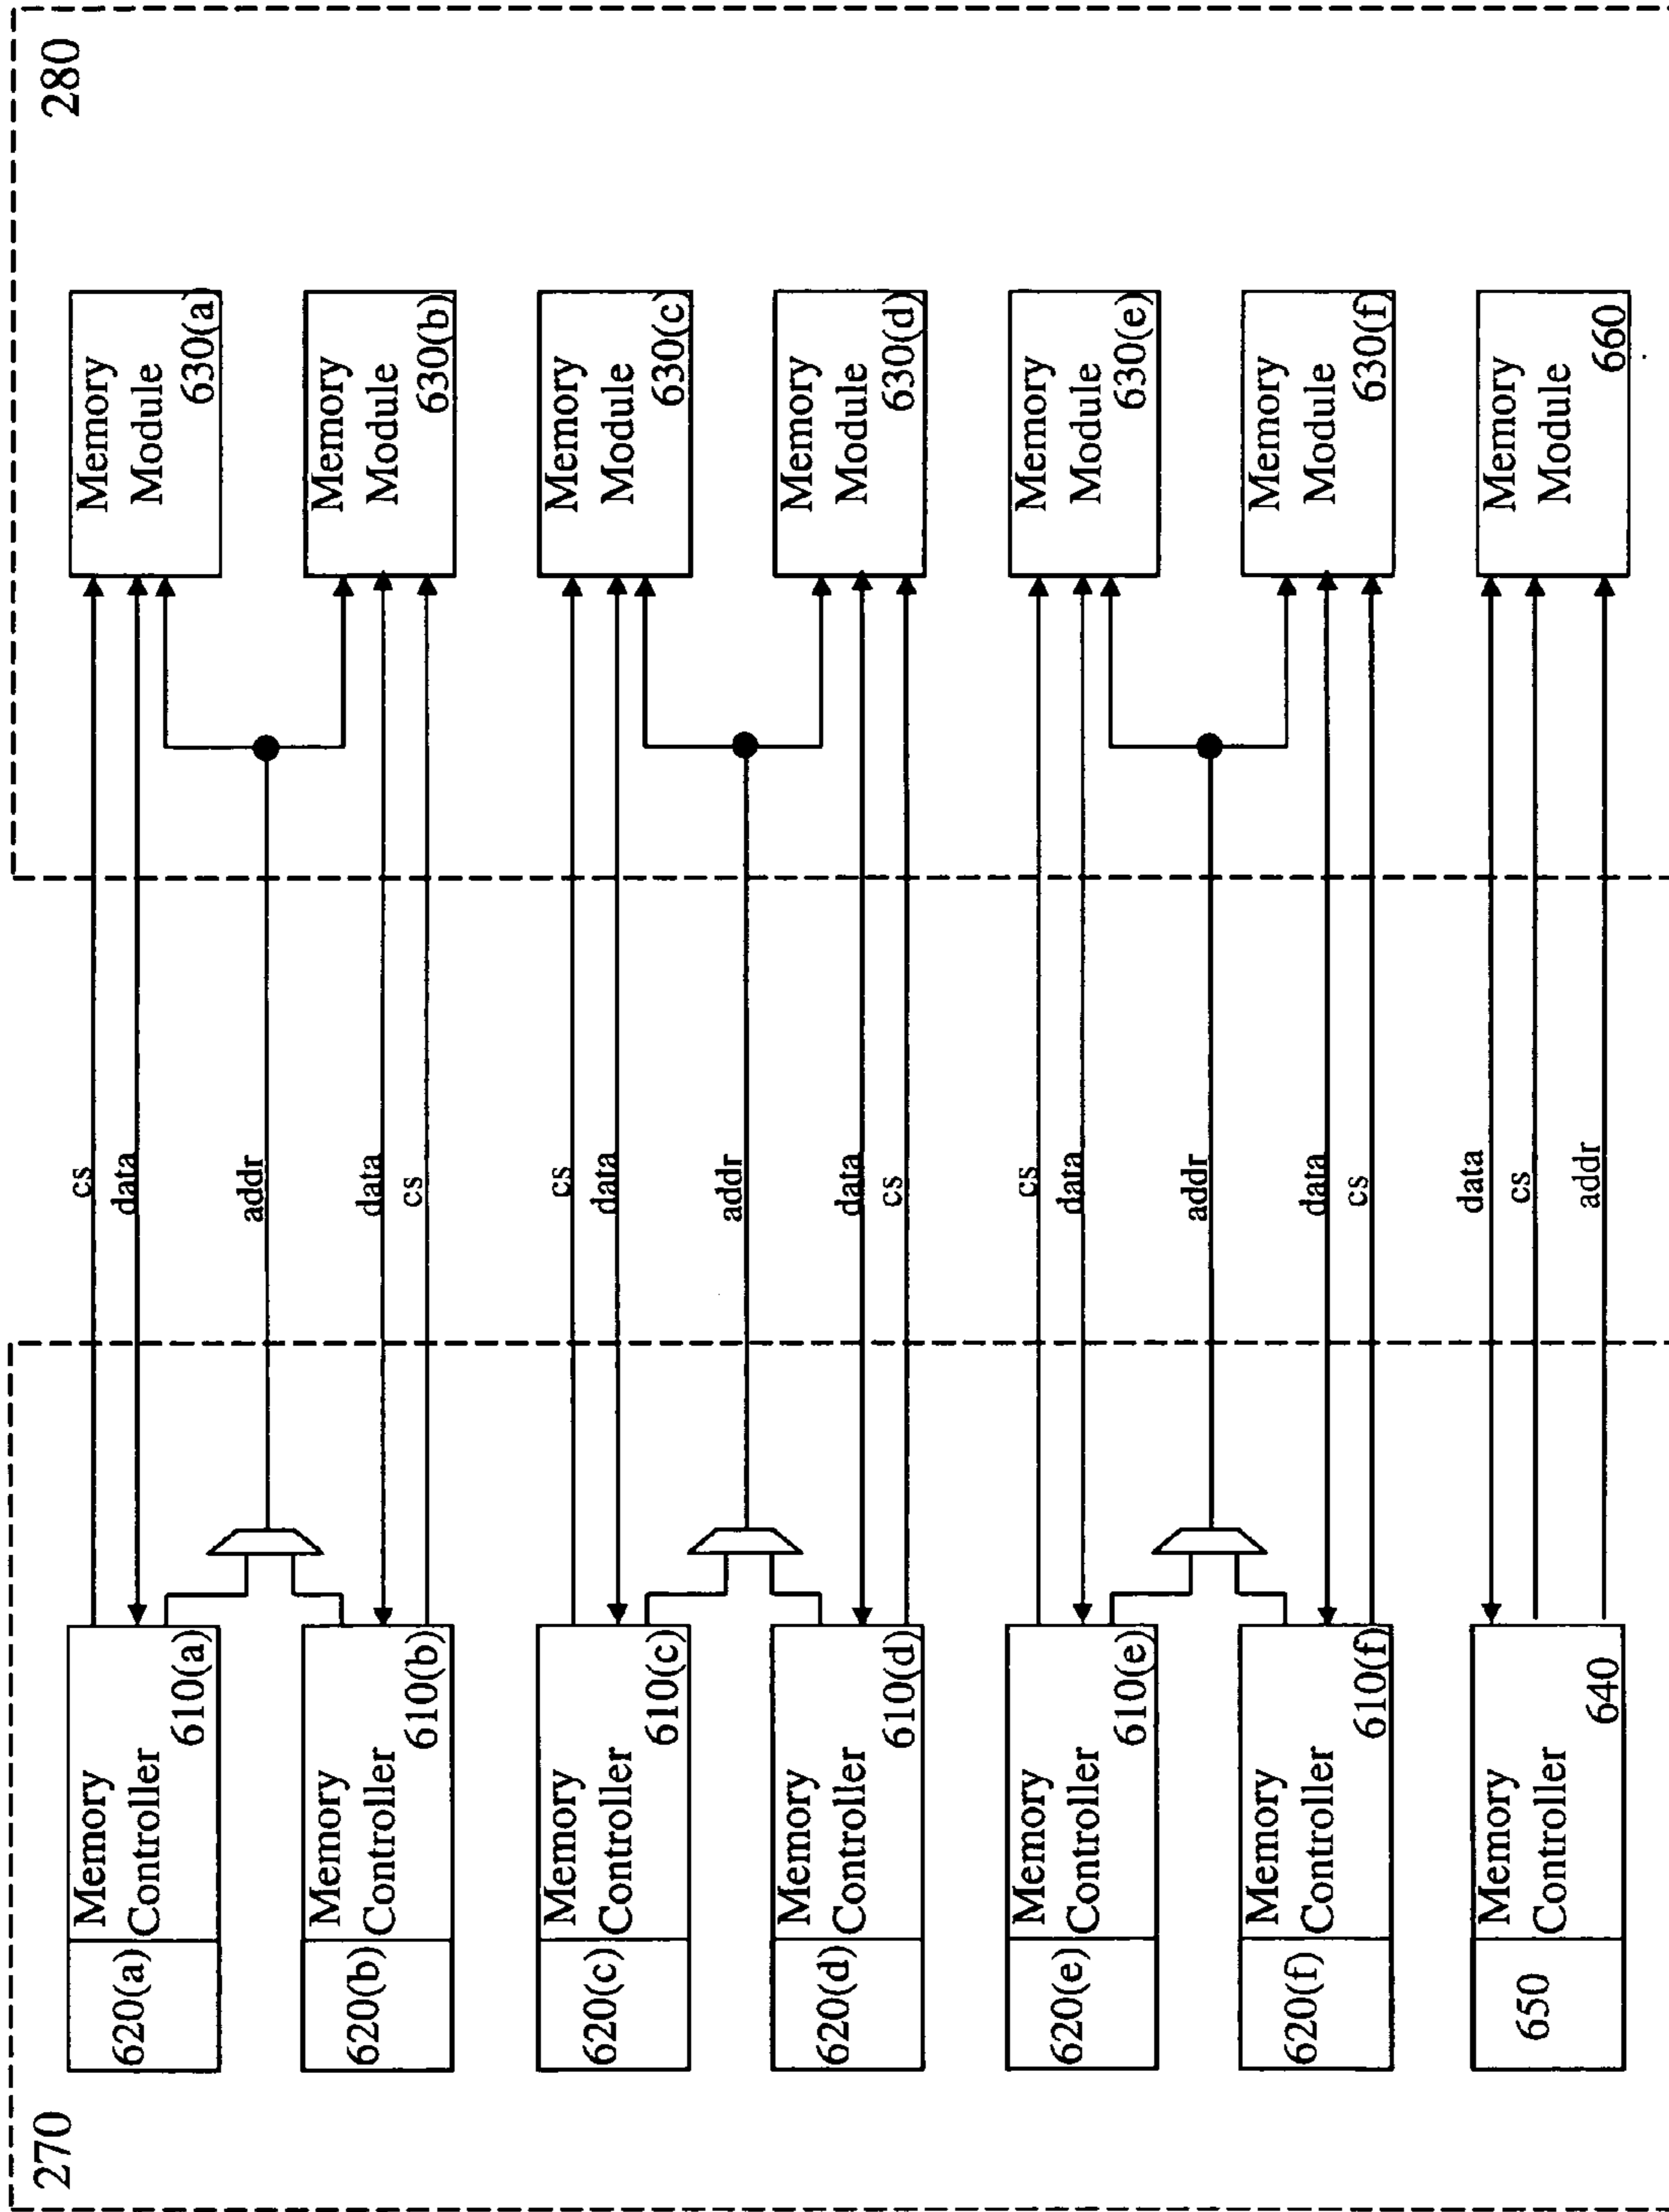 270
280
620(a)
Memory
Controller
610(a)
cs
data
Memory
Module
630(a)
addr
620(b)
Memory
Controller
610(b)
data
cs
Memory
Module
630(b)
620(c)
Memory
Controller
610(c)
cs
data
Memory
Module
630(c)
addr
620(d)
Memory
Controller
610(d)
data
cs
Memory
Module
630(d)
620(e)
Memory
Controller
610(e)
cs
data
Memory
Module
630(e)
addr
620(f)
Memory
Controller
610(f)
data
cs
Memory
Module
630(f)
650
Memory
Controller
640
data
cs
addr
Memory
Module
660